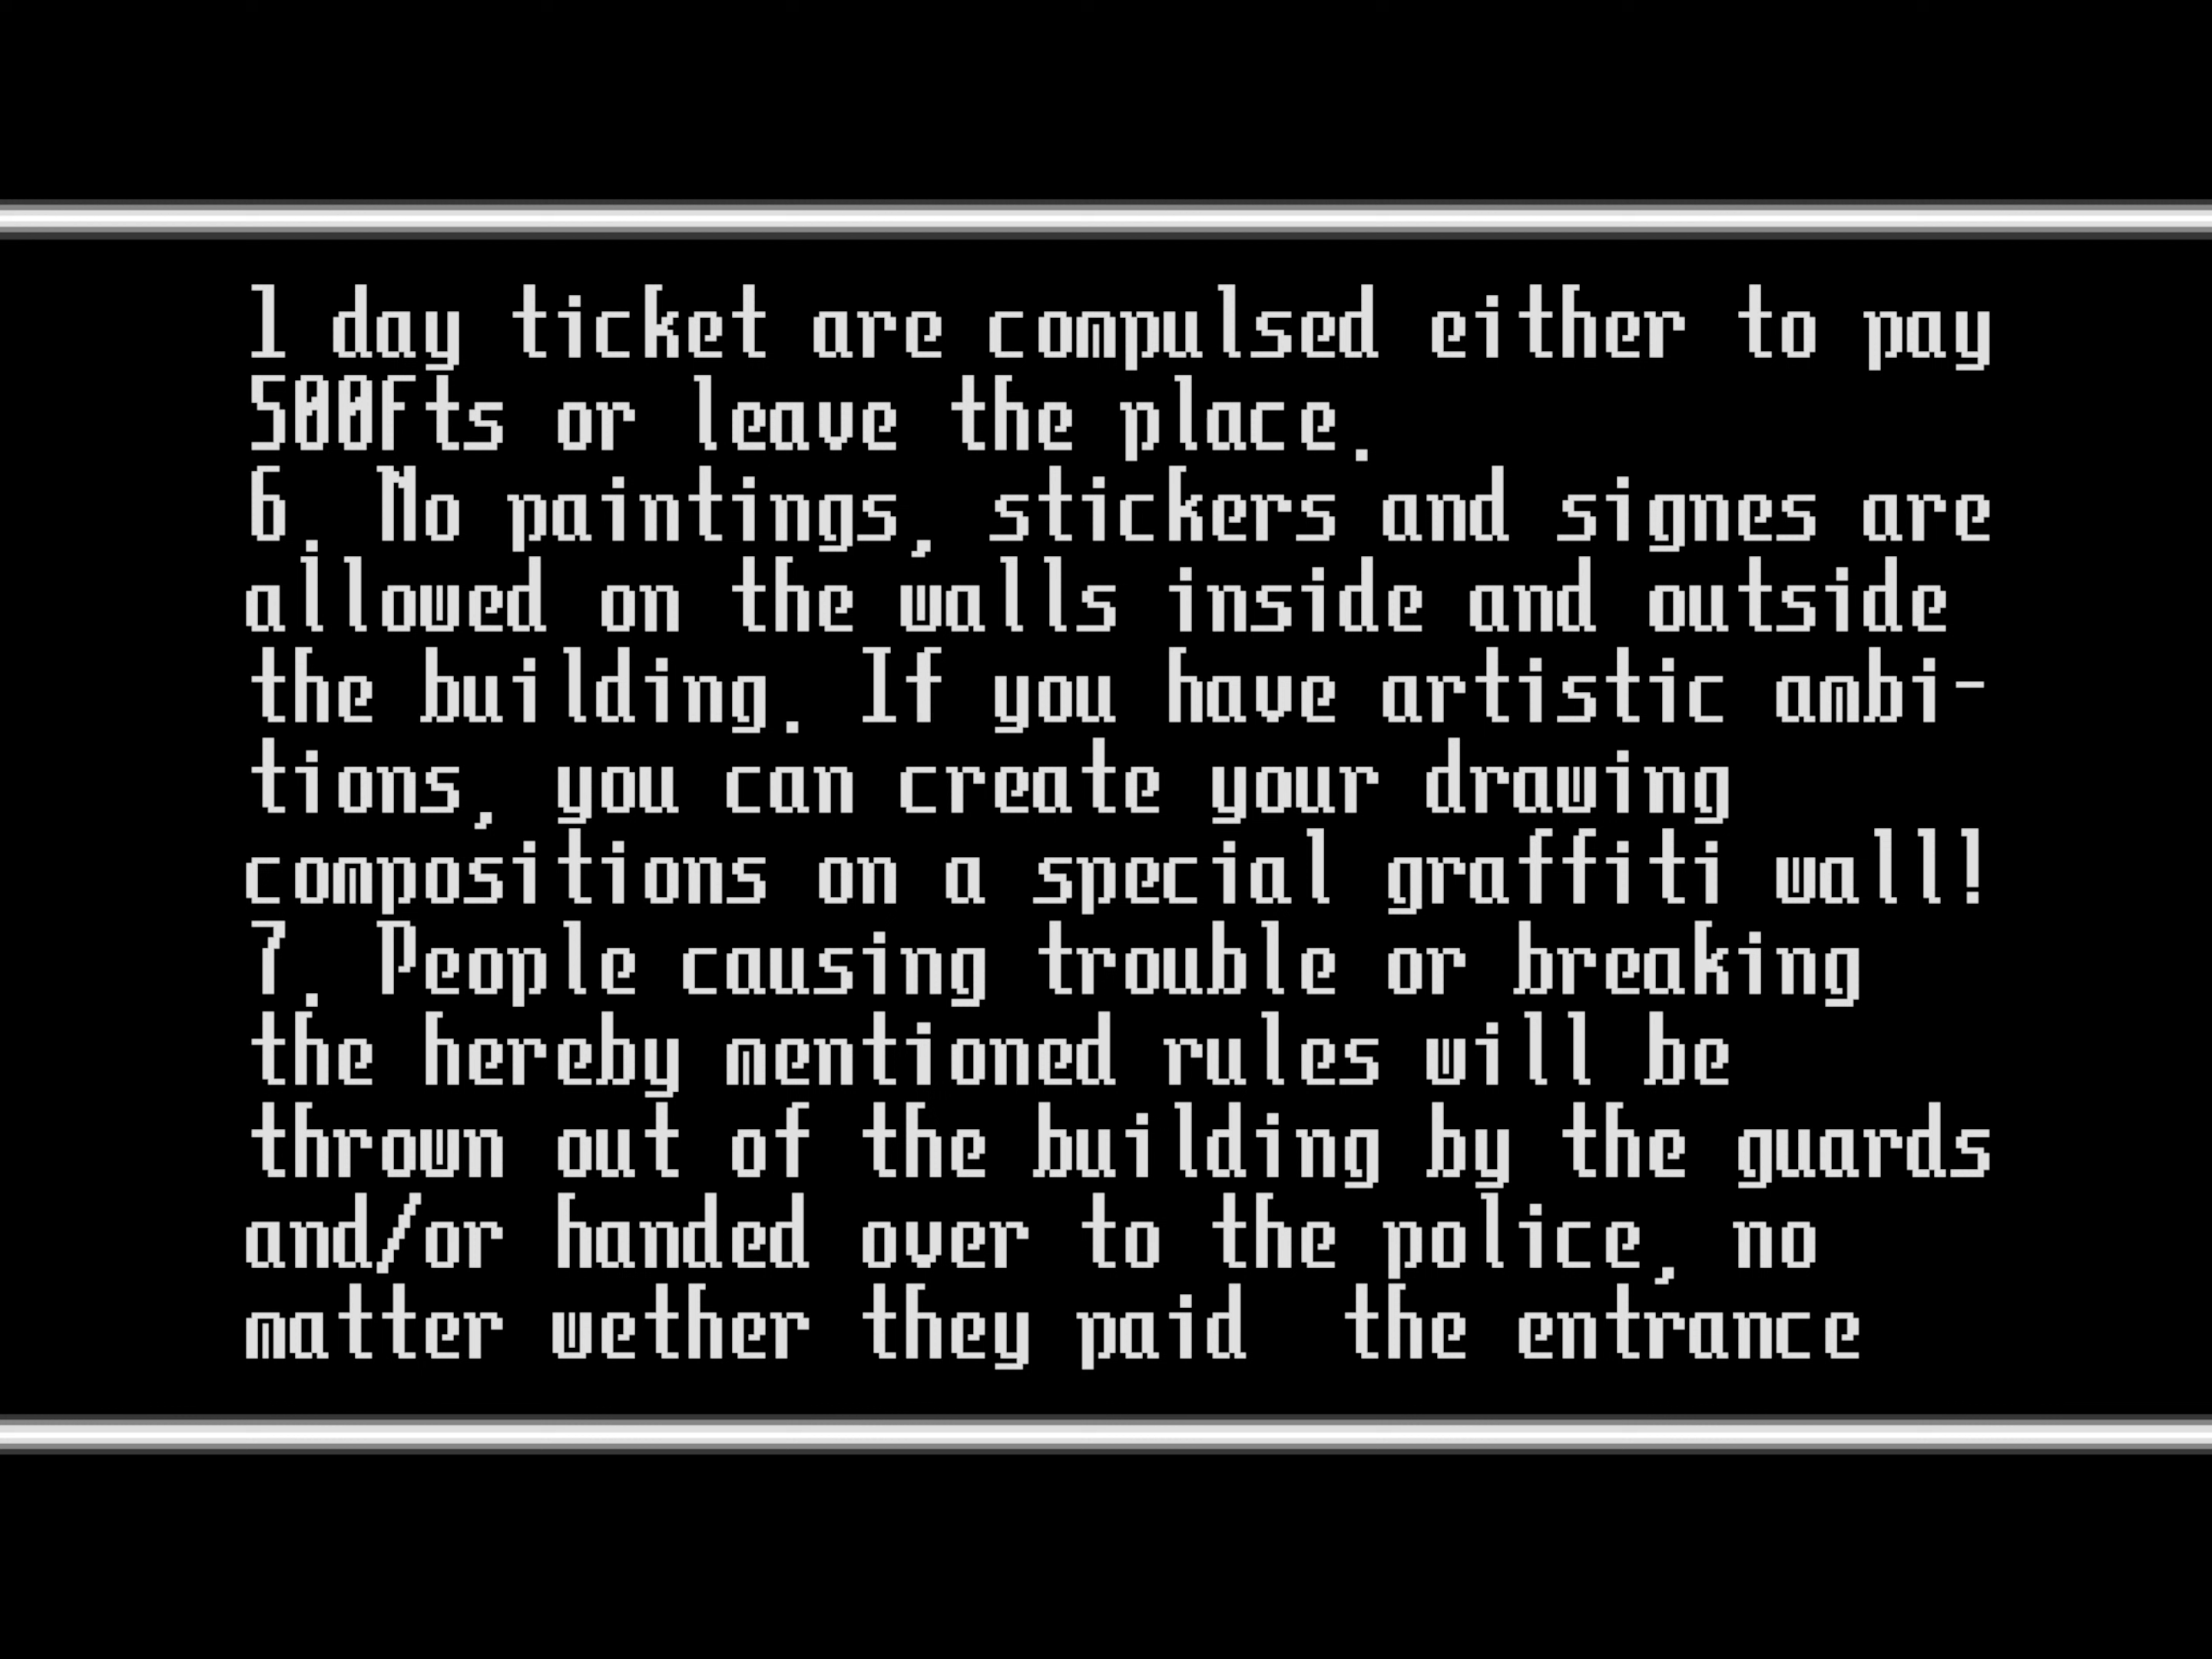 1 day ticket are compulsed either to pay
500Fts or leave the place.
6. No paintings, stickers and signes are
allowed on the walls inside and outside
the building. If you have artistic ambi-
tions, you can create your drawing
compositions on a special graffiti wall!
7. People causing trouble or breaking
the hereby mentioned rules will be
thrown out of the building by the guards
and/or handed over to the police, no
matter wether they paid  the entrance